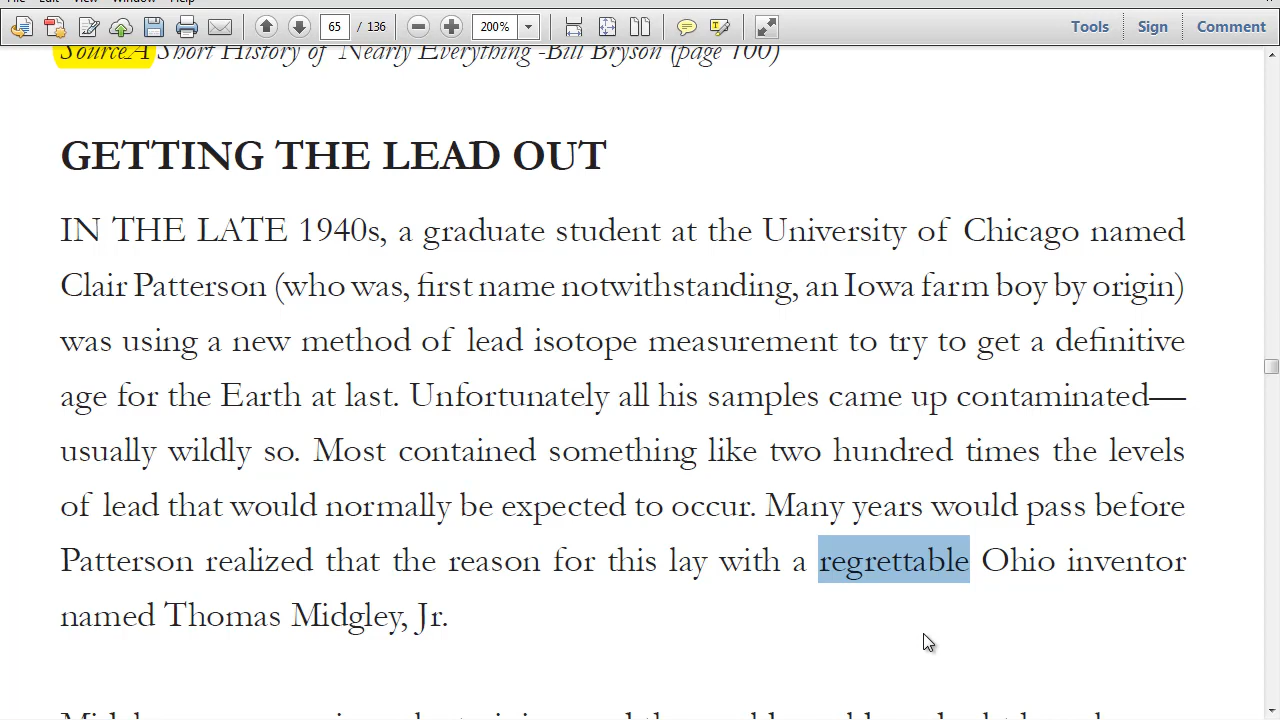 65 / 136 200% Tools Sign Comment
SourceA Short History of Nearly Everything -Bill Bryson (page 100)
GETTING THE LEAD OUT
IN THE LATE 1940s, a graduate student at the University of Chicago named
Clair Patterson (who was, first name notwithstanding, an Iowa farm boy by origin)
was using a new method of lead isotope measurement to try to get a definitive
age for the Earth at last. Unfortunately all his samples came up contaminated—
usually wildly so. Most contained something like two hundred times the levels
of lead that would normally be expected to occur. Many years would pass before
Patterson realized that the reason for this lay with a regrettable Ohio inventor
named Thomas Midgley, Jr.